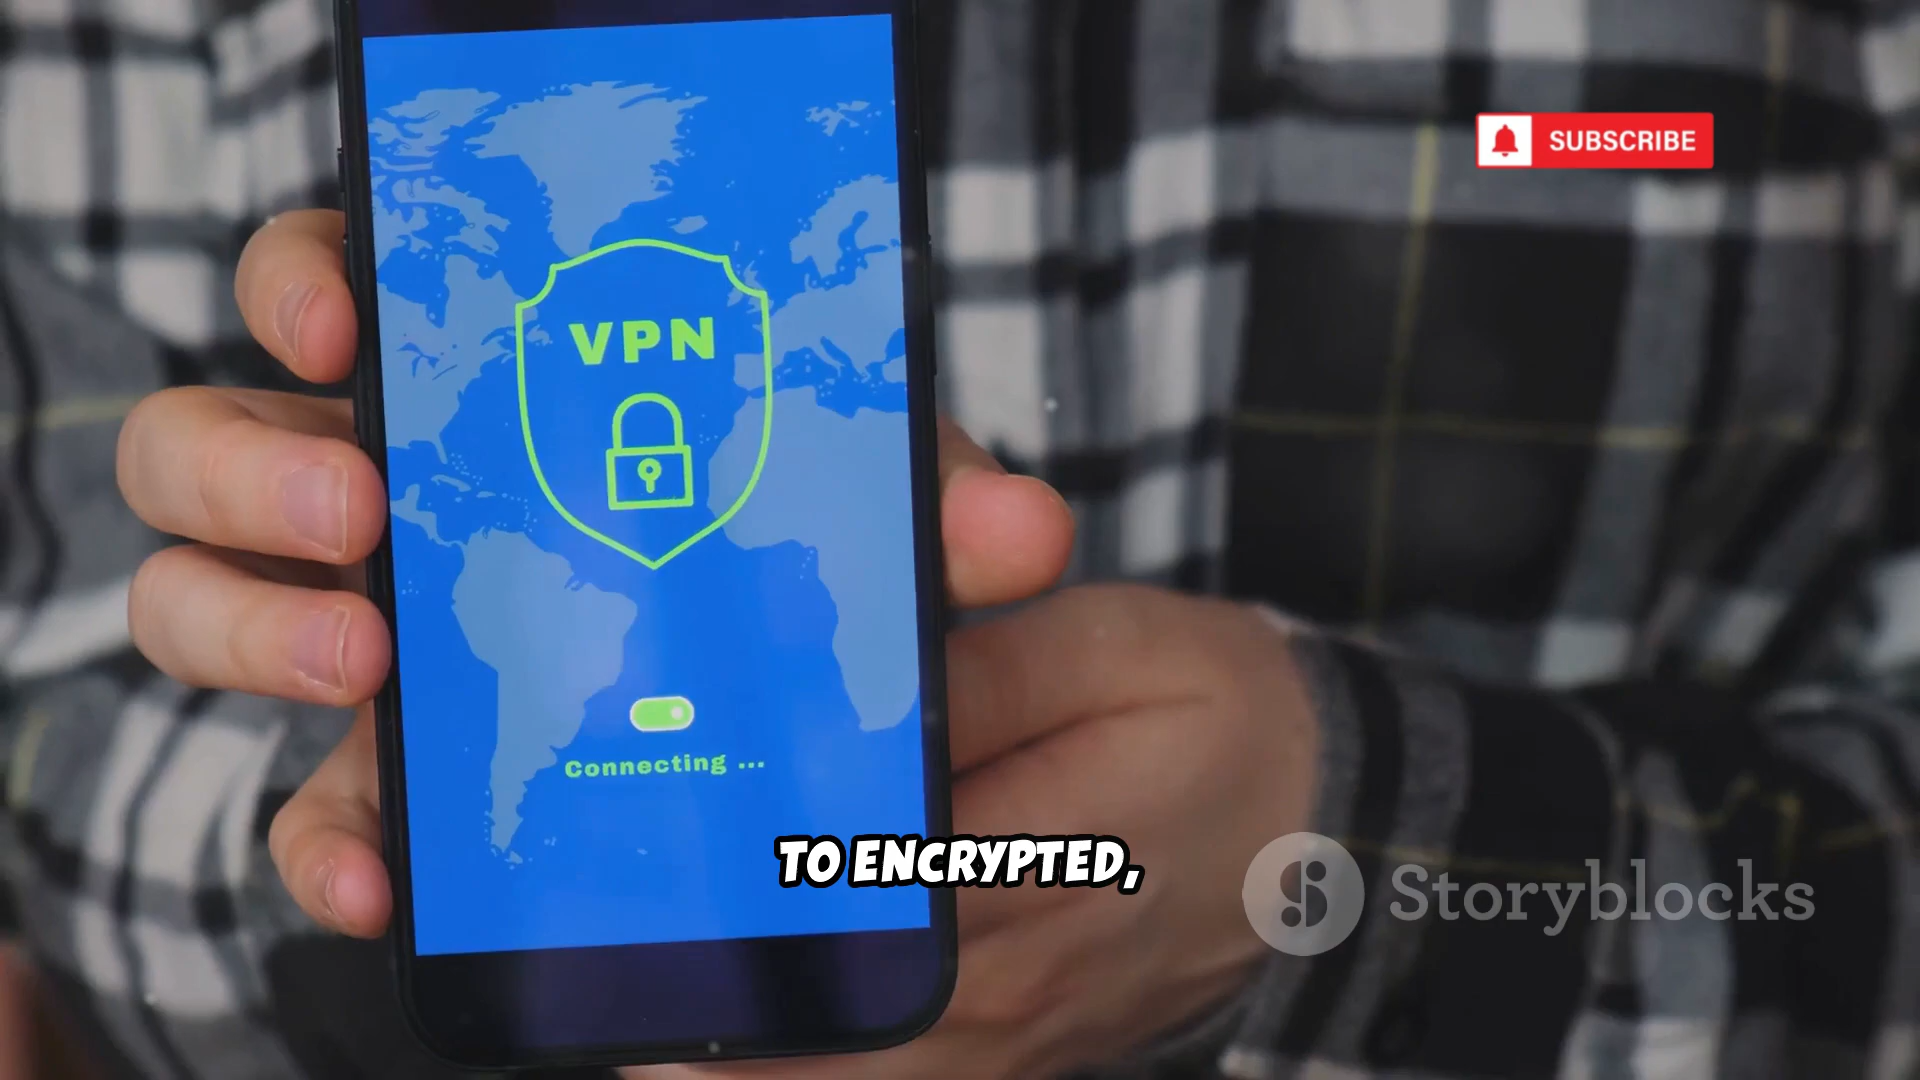 SUBSCRIBE
VPN
Connecting ...
TO ENCRYPTED,
Storyblocks